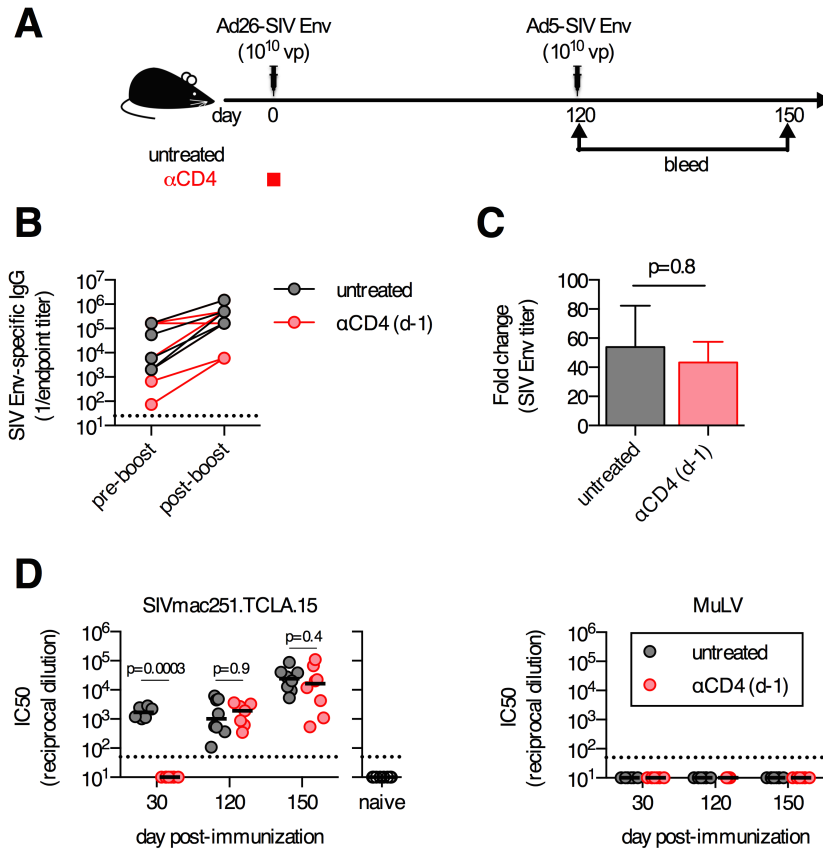 A
Ad26-SIV Env
(10¹⁰ vp)
Ad5-SIV Env
(10¹⁰ vp)
day
0
120
150
untreated
αCD4
bleed
B
SIV Env-specific IgG
(1/endpoint titer)
10⁷
10⁶
10⁵
10⁴
10³
10²
10¹
pre-boost
post-boost
untreated
αCD4 (d-1)
C
p=0.8
Fold change
(SIV Env titer)
100
80
60
40
20
0
untreated
αCD4 (d-1)
D
SIVmac251.TCLA.15
IC50
(reciprocal dilution)
10⁶
10⁵
10⁴
10³
10²
10¹
p=0.0003
p=0.9
p=0.4
30
120
150
naive
day post-immunization
MuLV
IC50
(reciprocal dilution)
10⁶
10⁵
10⁴
10³
10²
10¹
untreated
αCD4 (d-1)
30
120
150
day post-immunization